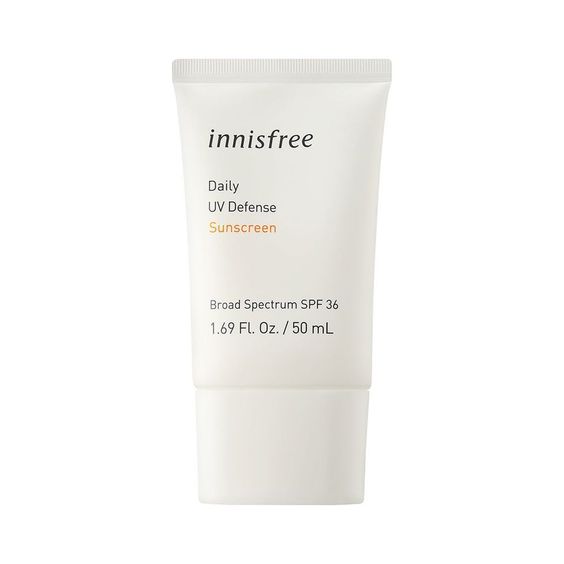 innisfree
Daily
UV Defense
Sunscreen
Broad Spectrum SPF 36
1.69 Fl. Oz. / 50 mL